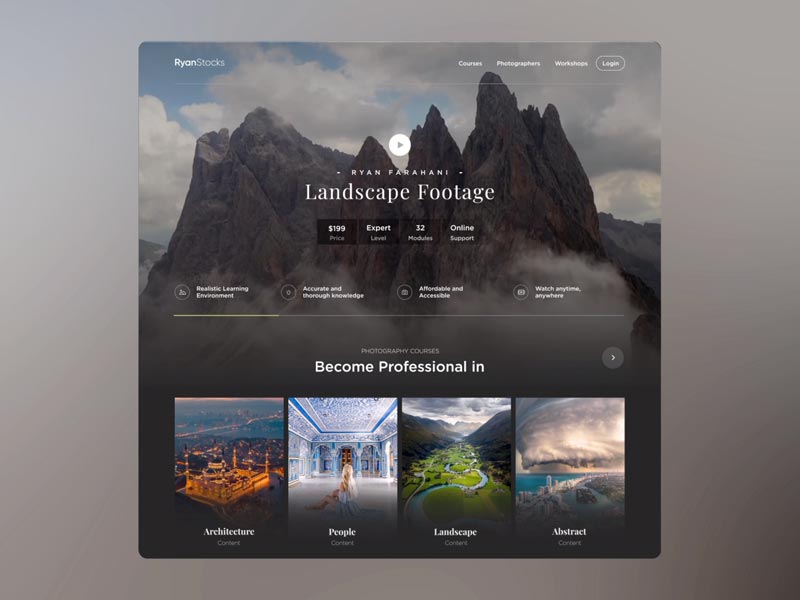 RyanStocks
Courses Photographers Workshops Login
- RYAN FARAHANI -
Landscape Footage
$199 Expert 32 Online
Price Level Modules Support
Realistic Learning Accurate and Affordable and Watch anytime,
Environment thorough knowledge Accessible anywhere
PHOTOGRAPHY COURSES
Become Professional in
Architecture People Landscape Abstract
Content Content Content Content